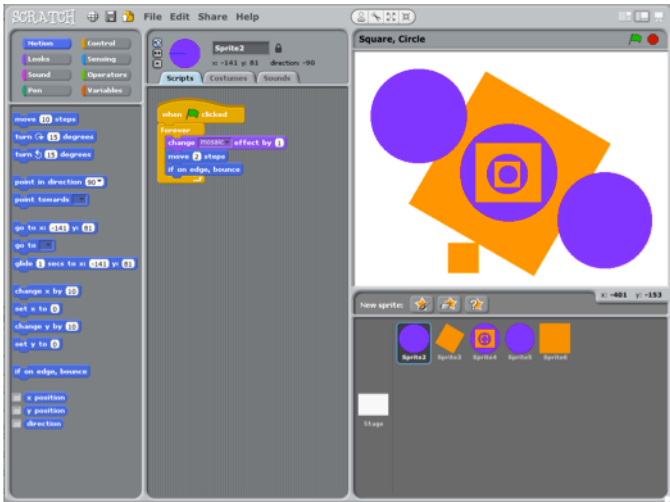 SCRATCH File Edit Share Help
Motion Control
Looks Sensing
Sound Operators
Pen Variables
move 10 steps
turn 15 degrees
turn 15 degrees
point in direction 90
point towards
go to x: -141 y: 81
go to
glide 1 secs to x: -141 y: 81
change x by 10
set x to 0
change y by 10
set y to 0
if on edge, bounce
x position
y position
direction
Sprite2
x: -141 y: 81 direction: -90
Scripts Costumes Sounds
when clicked
forever
change mosaic effect by 1
move 2 steps
if on edge, bounce
Square, Circle
x: -401 y: -153
New sprite:
Sprite2 Sprite3 Sprite4 Sprite5 Sprite6
Stage